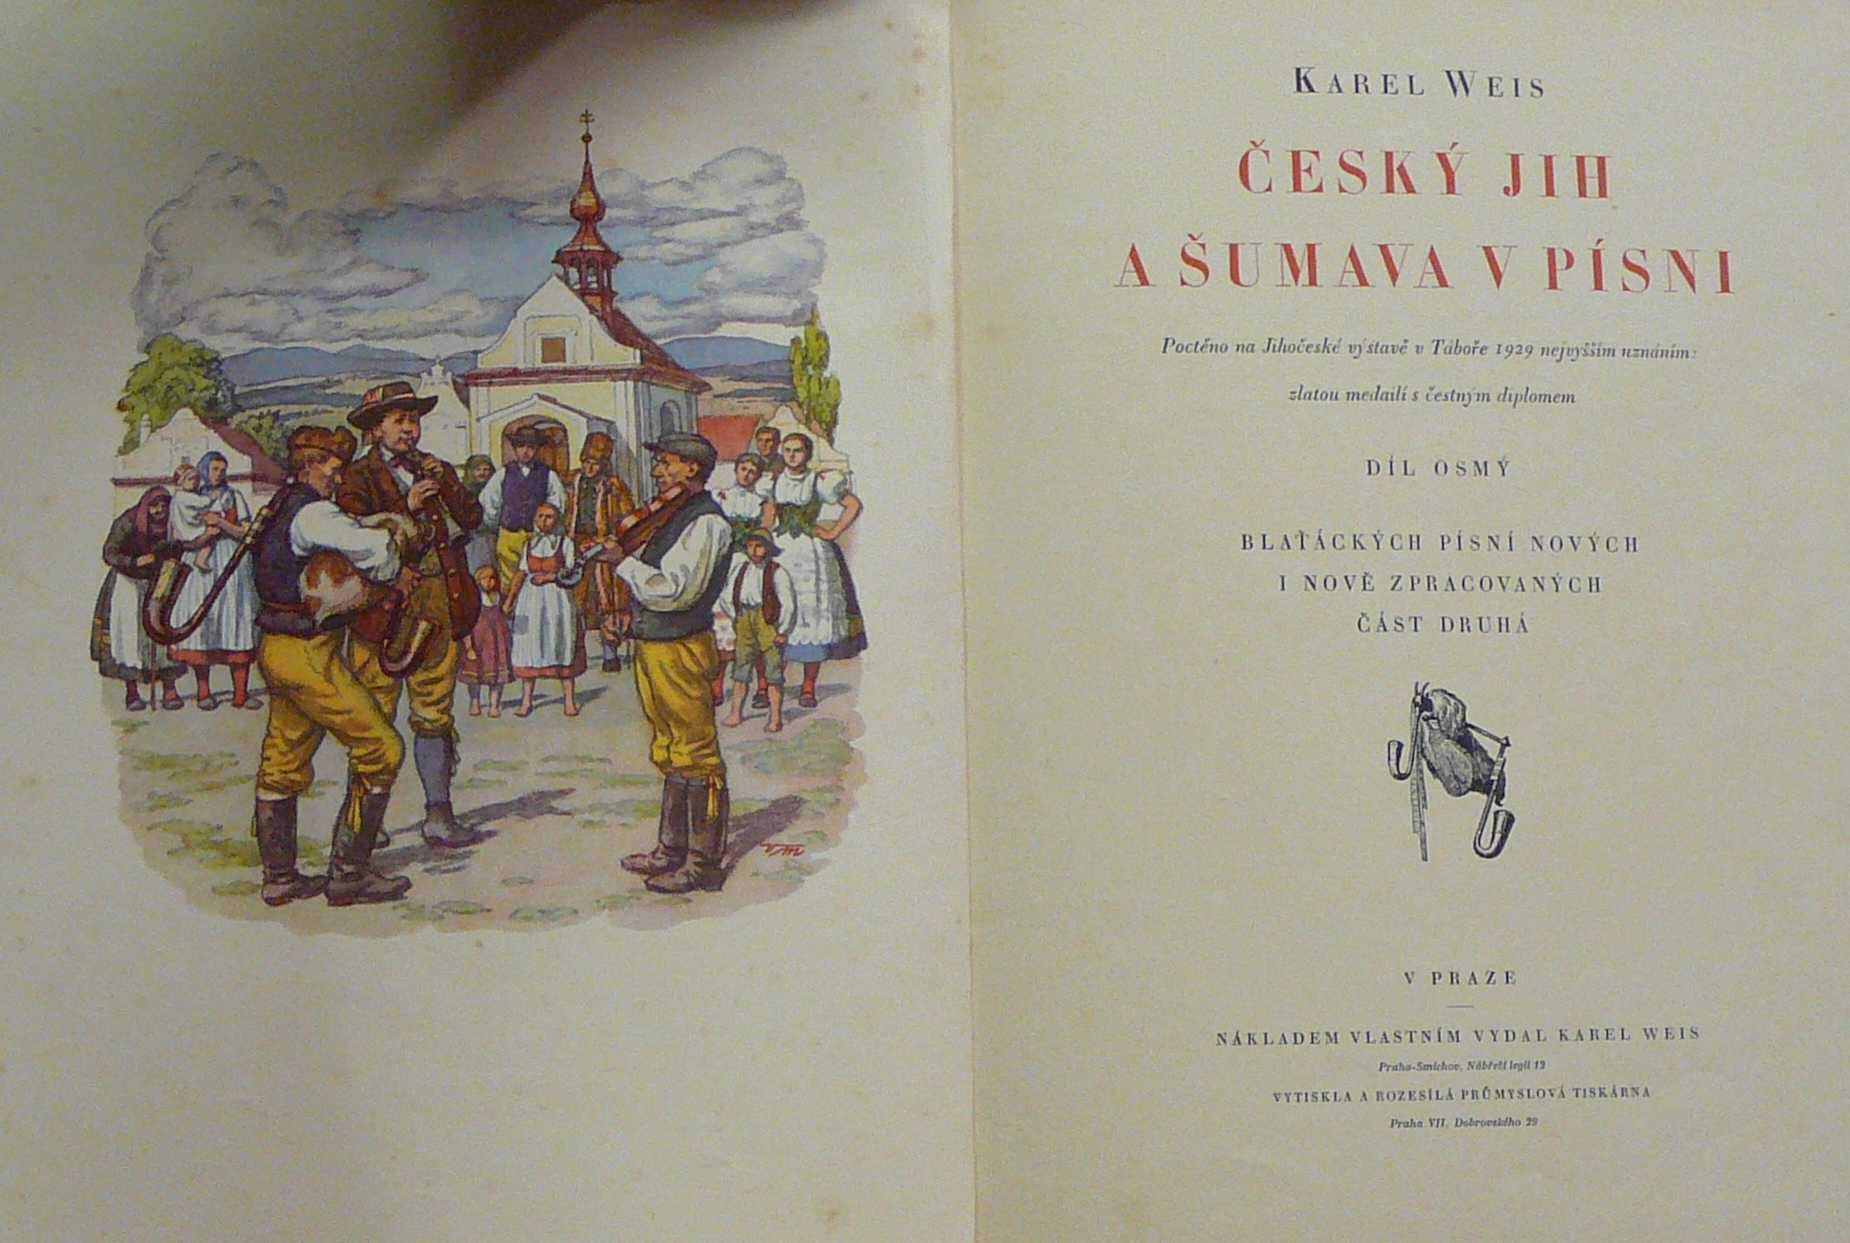 KAREL WEIS
ČESKÝ JIH
A ŠUMAVA V PÍSNI
Poctěno na Jihočeské výstavě v Táboře 1929 nejvyšším uznáním:
zlatou medailí s čestným diplomem
DÍL OSMÝ
BLAŤÁCKÝCH PÍSNÍ NOVÝCH
I NOVĚ ZPRACOVANÝCH
ČÁST DRUHÁ
V PRAZE
NÁKLADEM VLASTNÍM VYDAL KAREL WEIS
Praha-Smíchov, Nábřeží legií 13
VYTISKLA A ROZESÍLÁ PRŮMYSLOVÁ TISKÁRNA
Praha VII, Dobrovského 29